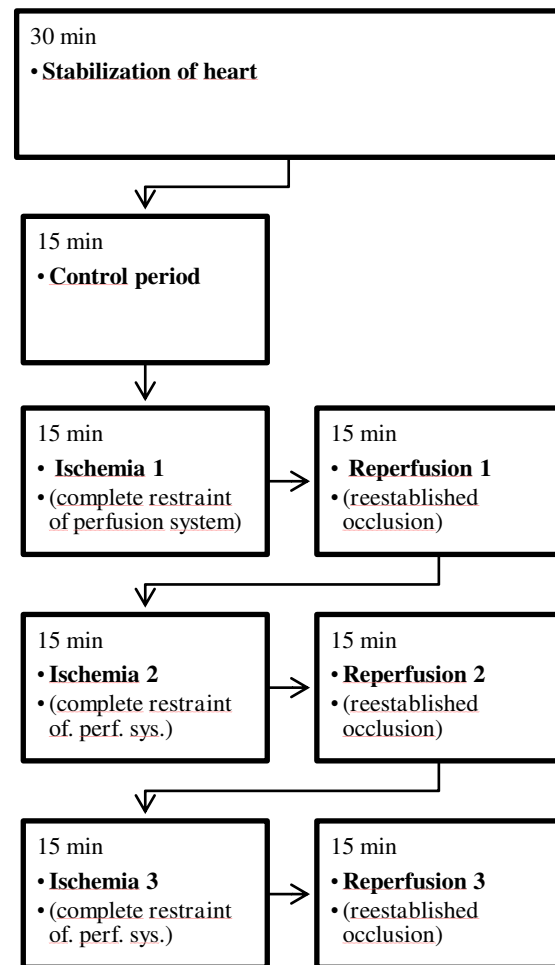 30 min
• Stabilization of heart
15 min
• Control period
15 min
• Ischemia 1
• (complete restraint
of perfusion system)
15 min
• Reperfusion 1
• (reestablished
occlusion)
15 min
• Ischemia 2
• (complete restraint
of. perf. sys.)
15 min
• Reperfusion 2
• (reestablished
occlusion)
15 min
• Ischemia 3
• (complete restraint
of. perf. sys.)
15 min
• Reperfusion 3
• (reestablished
occlusion)